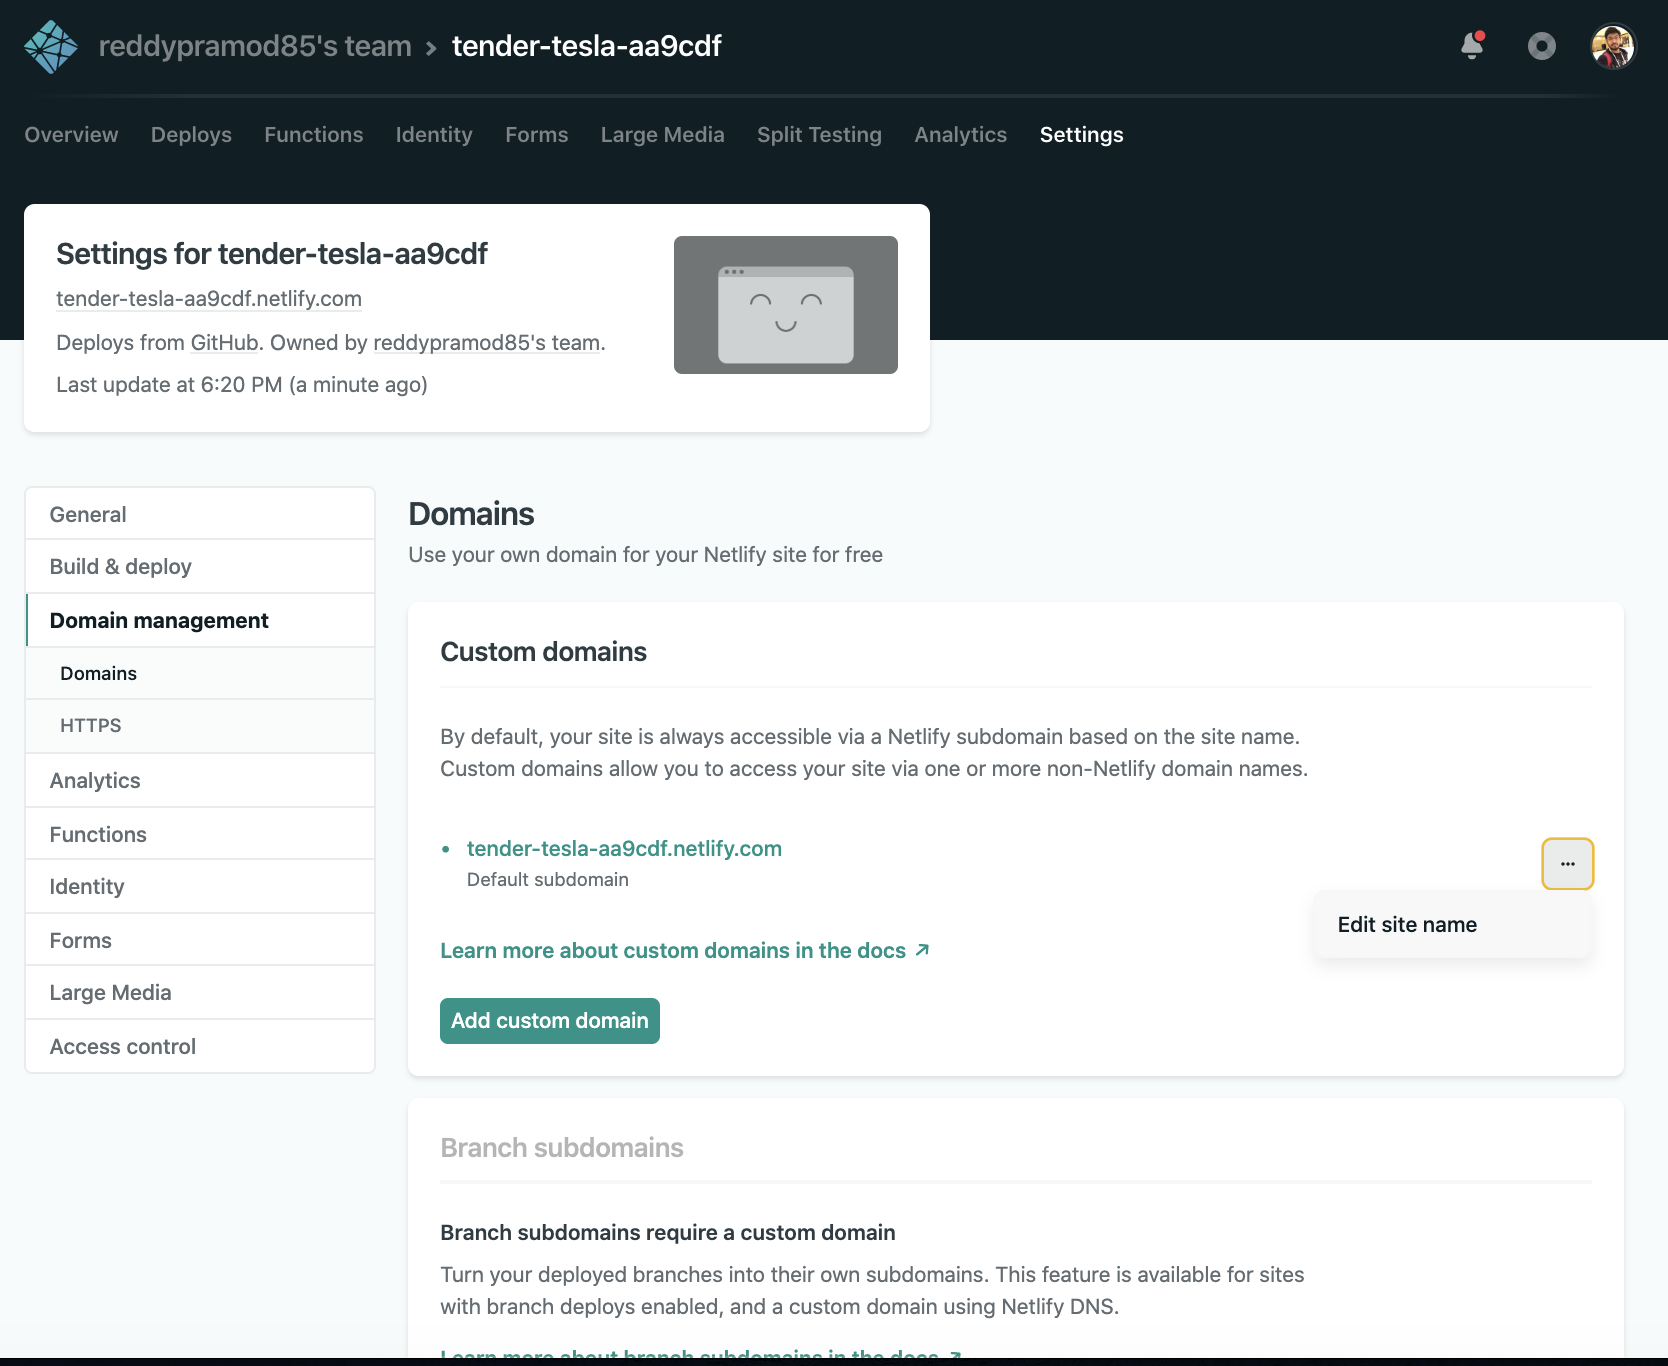 reddypramod85's team > tender-tesla-aa9cdf
Overview Deploys Functions Identity Forms Large Media Split Testing Analytics Settings
Settings for tender-tesla-aa9cdf
tender-tesla-aa9cdf.netlify.com
Deploys from GitHub. Owned by reddypramod85's team.
Last update at 6:20 PM (a minute ago)
General
Build & deploy
Domain management
Domains
HTTPS
Analytics
Functions
Identity
Forms
Large Media
Access control
Domains
Use your own domain for your Netlify site for free
Custom domains
By default, your site is always accessible via a Netlify subdomain based on the site name.
Custom domains allow you to access your site via one or more non-Netlify domain names.
• tender-tesla-aa9cdf.netlify.com
Default subdomain
...
Edit site name
Learn more about custom domains in the docs ↗
Add custom domain
Branch subdomains
Branch subdomains require a custom domain
Turn your deployed branches into their own subdomains. This feature is available for sites
with branch deploys enabled, and a custom domain using Netlify DNS.
Learn more about branch subdomains in the docs ↗